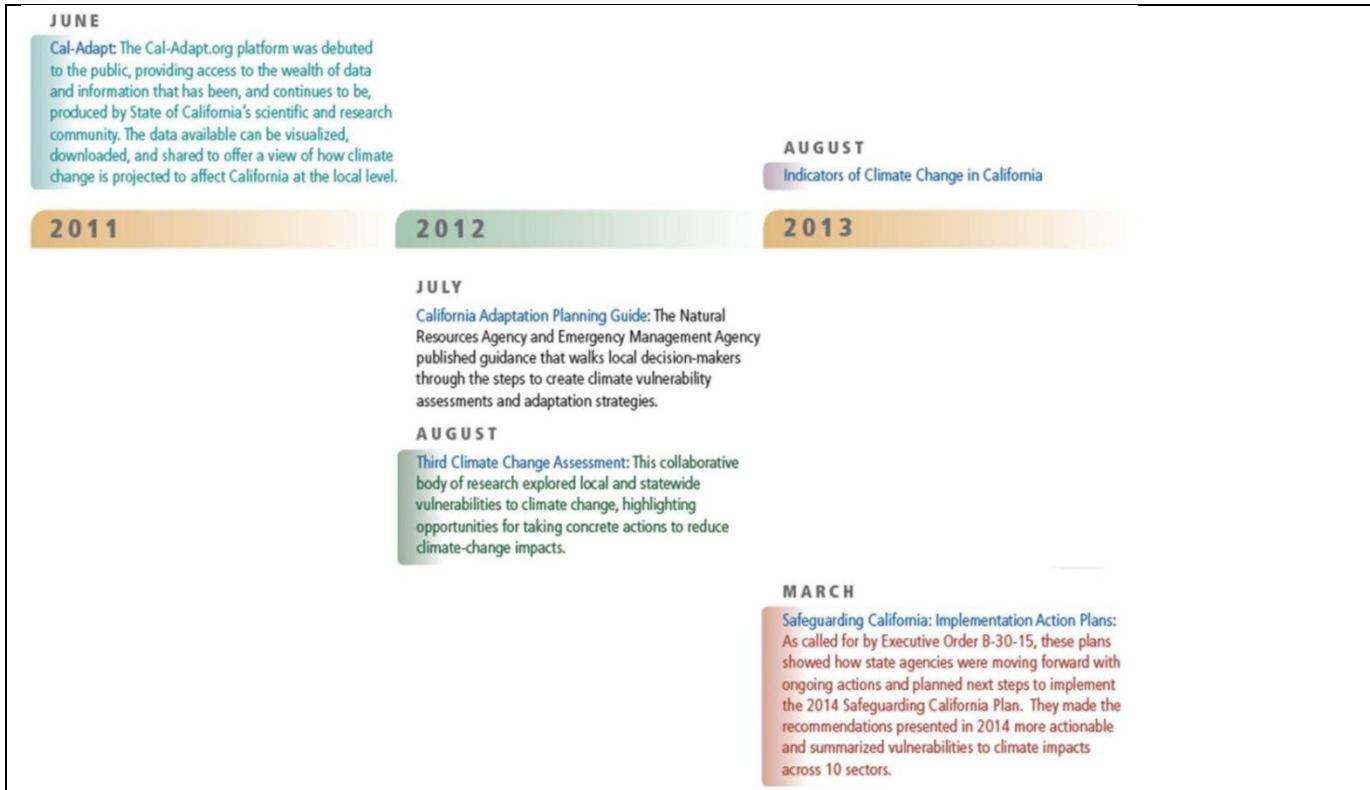 JUNE
Cal-Adapt: The Cal-Adapt.org platform was debuted
to the public, providing access to the wealth of data
and information that has been, and continues to be,
produced by State of California's scientific and research
community. The data available can be visualized,
downloaded, and shared to offer a view of how climate
change is projected to affect California at the local level.
AUGUST
Indicators of Climate Change in California
2011
2012
2013
JULY
California Adaptation Planning Guide: The Natural
Resources Agency and Emergency Management Agency
published guidance that walks local decision-makers
through the steps to create climate vulnerability
assessments and adaptation strategies.
AUGUST
Third Climate Change Assessment: This collaborative
body of research explored local and statewide
vulnerabilities to climate change, highlighting
opportunities for taking concrete actions to reduce
climate-change impacts.
MARCH
Safeguarding California: Implementation Action Plans:
As called for by Executive Order B-30-15, these plans
showed how state agencies were moving forward with
ongoing actions and planned next steps to implement
the 2014 Safeguarding California Plan. They made the
recommendations presented in 2014 more actionable
and summarized vulnerabilities to climate impacts
across 10 sectors.